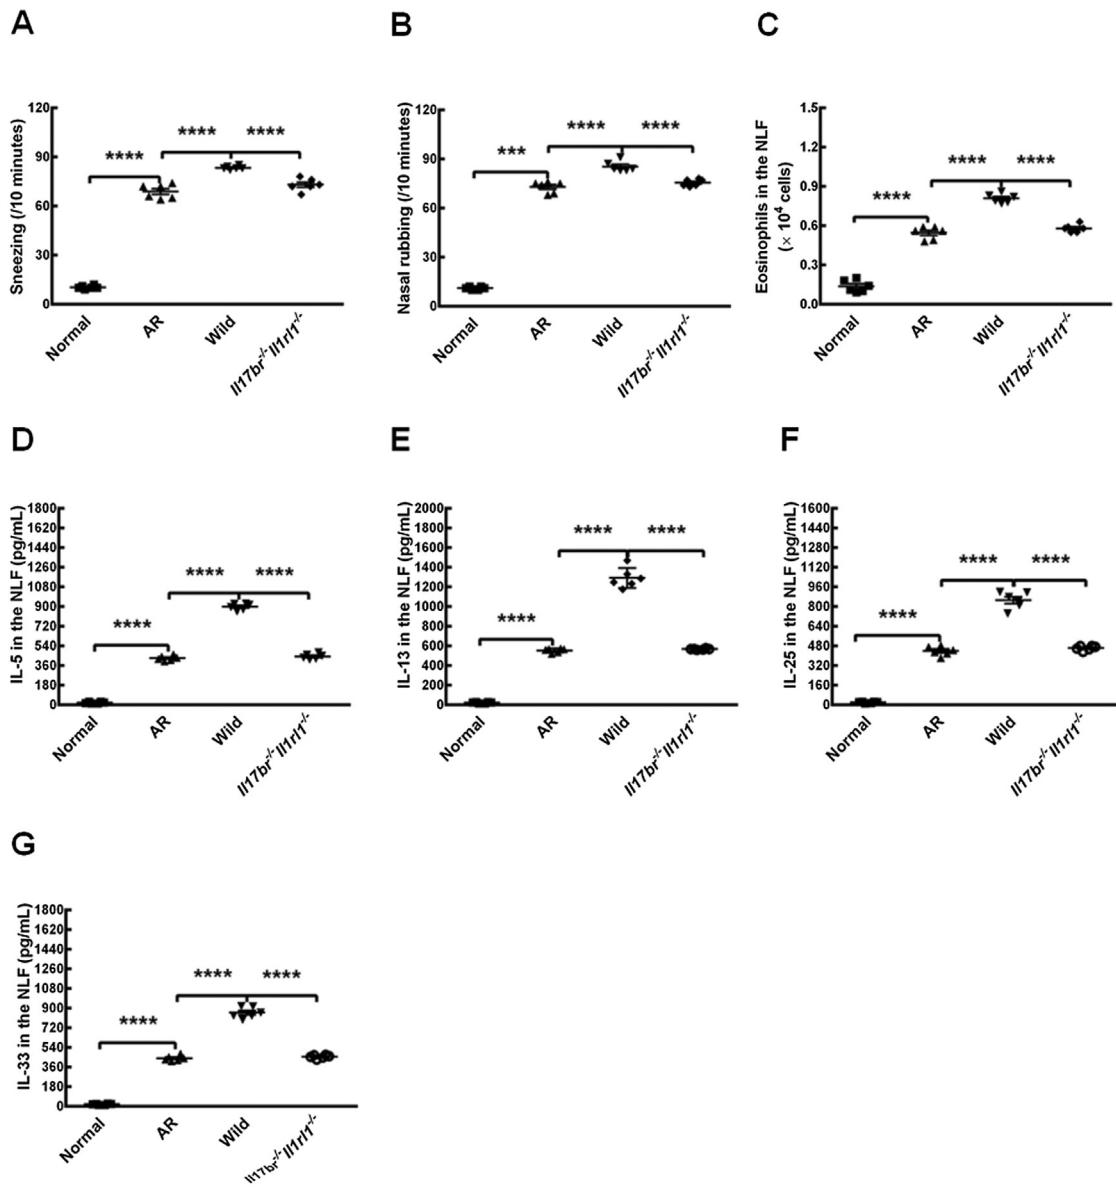 A
Sneezing (/10 minutes)
120
90
60
30
0
****
****
****
Normal
AR
Wild
Il17br-/-Il1rl1-/-
B
Nasal rubbing (/10 minutes)
120
90
60
30
0
***
****
****
Normal
AR
Wild
Il17br-/-Il1rl1-/-
C
Eosinophils in the NLF
(× 10⁴ cells)
1.5
1.2
0.9
0.6
0.3
0.0
****
****
****
Normal
AR
Wild
Il17br-/-Il1rl1-/-
D
IL-5 in the NLF (pg/mL)
1800
1620
1440
1260
1080
900
720
540
360
180
0
****
****
****
Normal
AR
Wild
Il17br-/-Il1rl1-/-
E
IL-13 in the NLF (pg/mL)
2000
1800
1600
1400
1200
1000
800
600
400
200
0
****
****
****
Normal
AR
Wild
Il17br-/-Il1rl1-/-
F
IL-25 in the NLF (pg/mL)
1600
1440
1280
1120
960
800
640
480
320
160
0
****
****
****
Normal
AR
Wild
Il17br-/-Il1rl1-/-
G
IL-33 in the NLF (pg/mL)
1800
1620
1440
1260
1080
900
720
540
360
180
0
****
****
****
Normal
AR
Wild
Il17br-/-Il1rl1-/-